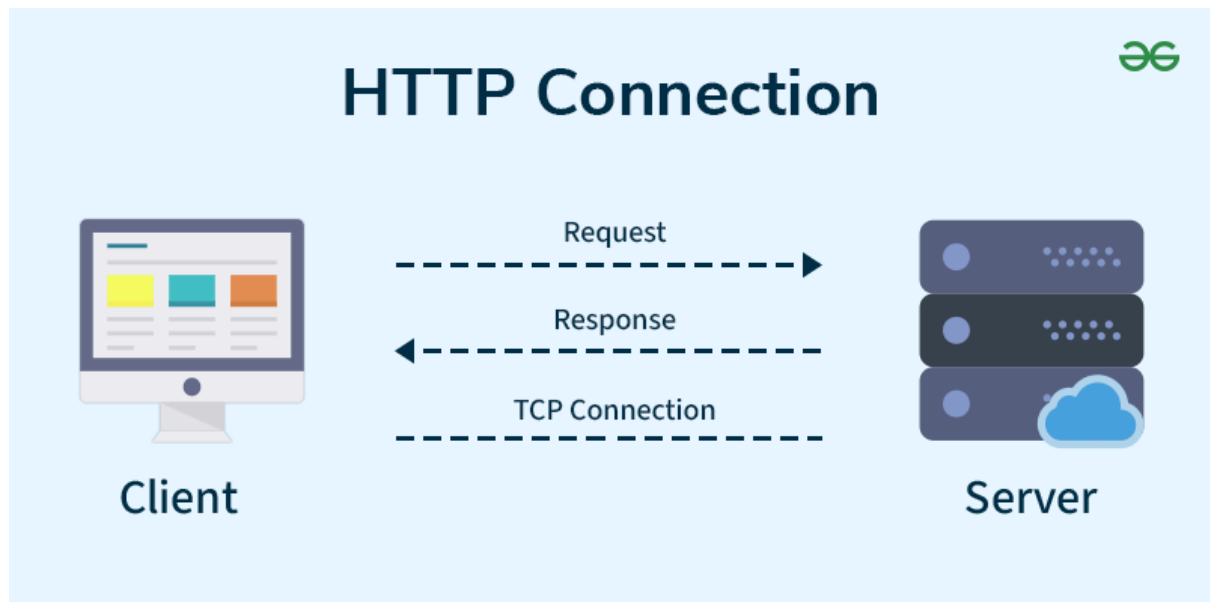 HTTP Connection
Request
Response
TCP Connection
Client
Server